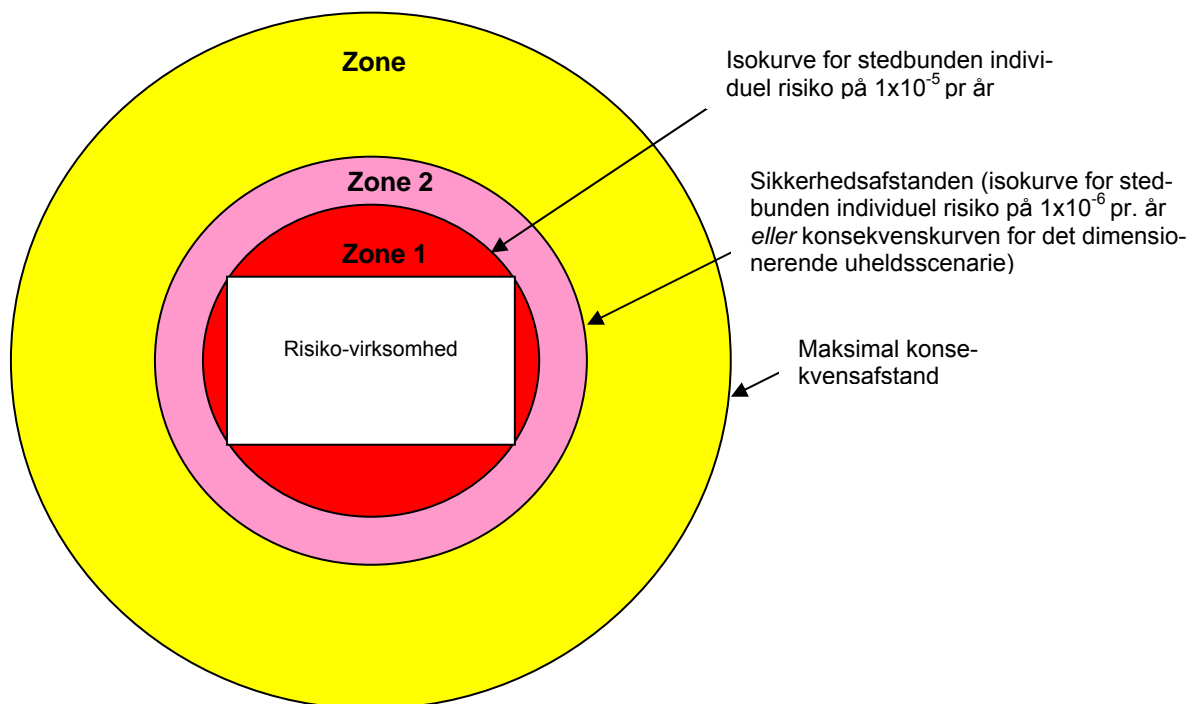 Zone
Zone 2
Zone 1
Risiko-virksomhed
Isokurve for stedbunden indivi-
duel risiko på 1x10⁻⁵ pr år
Sikkerhedsafstanden (isokurve for sted-
bunden individuel risiko på 1x10⁻⁶ pr. år
eller konsekvenskurven for det dimensio-
nerende uheldsscenarie)
Maksimal konse-
kvensafstand